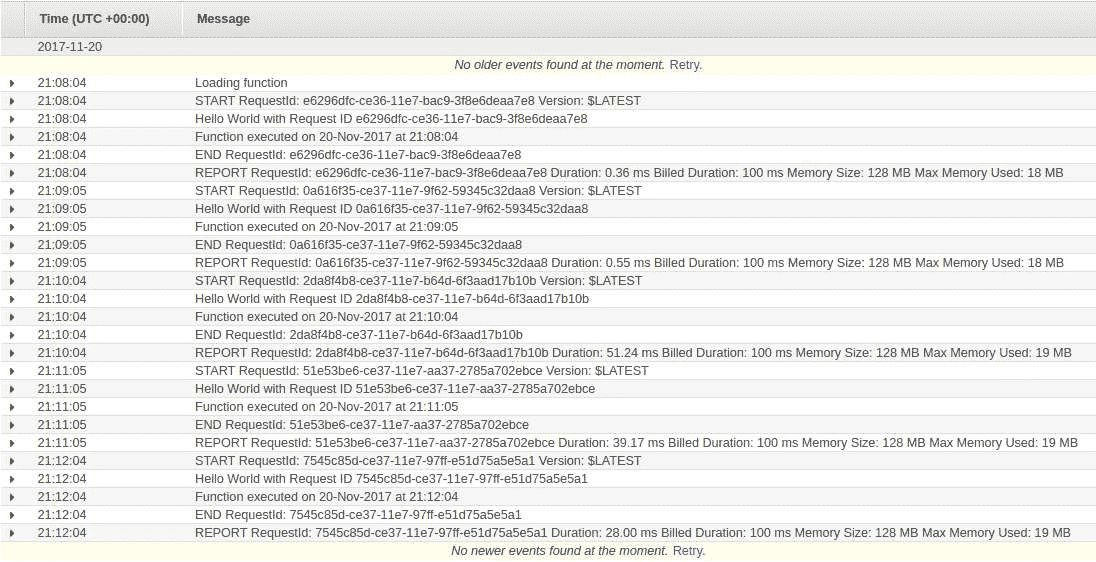 Time (UTC +00:00) Message
2017-11-20
No older events found at the moment. Retry.
21:08:04 Loading function
21:08:04 START RequestId: e6296dfc-ce36-11e7-bac9-3f8e6deaa7e8 Version: $LATEST
21:08:04 Hello World with Request ID e6296dfc-ce36-11e7-bac9-3f8e6deaa7e8
21:08:04 Function executed on 20-Nov-2017 at 21:08:04
21:08:04 END RequestId: e6296dfc-ce36-11e7-bac9-3f8e6deaa7e8
21:08:04 REPORT RequestId: e6296dfc-ce36-11e7-bac9-3f8e6deaa7e8 Duration: 0.36 ms Billed Duration: 100 ms Memory Size: 128 MB Max Memory Used: 18 MB
21:09:05 START RequestId: 0a616f35-ce37-11e7-9f62-59345c32daa8 Version: $LATEST
21:09:05 Hello World with Request ID 0a616f35-ce37-11e7-9f62-59345c32daa8
21:09:05 Function executed on 20-Nov-2017 at 21:09:05
21:09:05 END RequestId: 0a616f35-ce37-11e7-9f62-59345c32daa8
21:09:05 REPORT RequestId: 0a616f35-ce37-11e7-9f62-59345c32daa8 Duration: 0.55 ms Billed Duration: 100 ms Memory Size: 128 MB Max Memory Used: 18 MB
21:10:04 START RequestId: 2da8f4b8-ce37-11e7-b64d-6f3aad17b10b Version: $LATEST
21:10:04 Hello World with Request ID 2da8f4b8-ce37-11e7-b64d-6f3aad17b10b
21:10:04 Function executed on 20-Nov-2017 at 21:10:04
21:10:04 END RequestId: 2da8f4b8-ce37-11e7-b64d-6f3aad17b10b
21:10:04 REPORT RequestId: 2da8f4b8-ce37-11e7-b64d-6f3aad17b10b Duration: 51.24 ms Billed Duration: 100 ms Memory Size: 128 MB Max Memory Used: 19 MB
21:11:05 START RequestId: 51e53be6-ce37-11e7-aa37-2785a702ebce Version: $LATEST
21:11:05 Hello World with Request ID 51e53be6-ce37-11e7-aa37-2785a702ebce
21:11:05 Function executed on 20-Nov-2017 at 21:11:05
21:11:05 END RequestId: 51e53be6-ce37-11e7-aa37-2785a702ebce
21:11:05 REPORT RequestId: 51e53be6-ce37-11e7-aa37-2785a702ebce Duration: 39.17 ms Billed Duration: 100 ms Memory Size: 128 MB Max Memory Used: 19 MB
21:12:04 START RequestId: 7545c85d-ce37-11e7-97ff-e51d75a5e5a1 Version: $LATEST
21:12:04 Hello World with Request ID 7545c85d-ce37-11e7-97ff-e51d75a5e5a1
21:12:04 Function executed on 20-Nov-2017 at 21:12:04
21:12:04 END RequestId: 7545c85d-ce37-11e7-97ff-e51d75a5e5a1
21:12:04 REPORT RequestId: 7545c85d-ce37-11e7-97ff-e51d75a5e5a1 Duration: 28.00 ms Billed Duration: 100 ms Memory Size: 128 MB Max Memory Used: 19 MB
No newer events found at the moment. Retry.